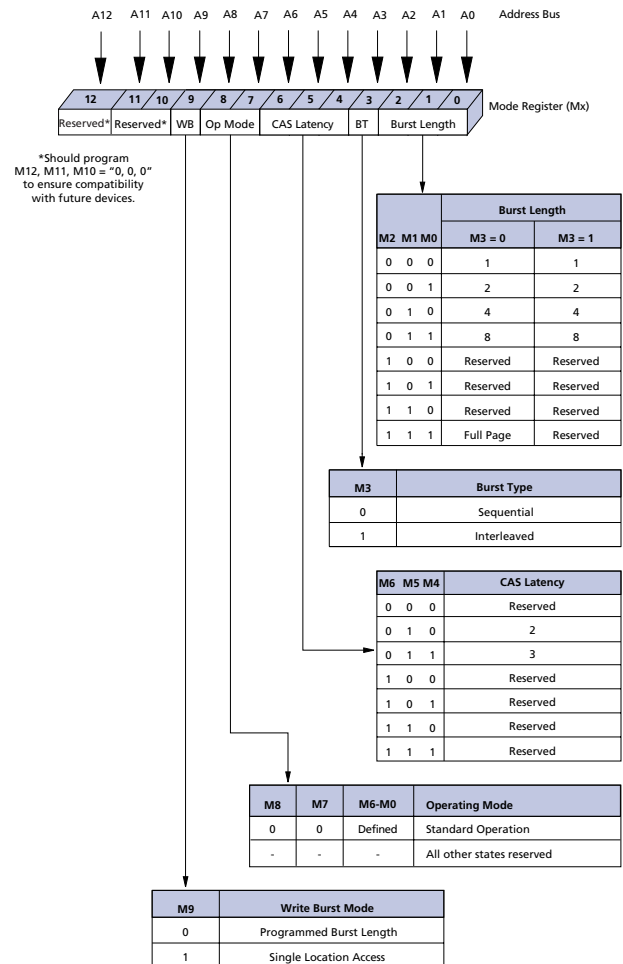 A12 A11 A10 A9 A8 A7 A6 A5 A4 A3 A2 A1 A0 Address Bus
12 11 10 9 8 7 6 5 4 3 2 1 0
Mode Register (Mx)
Reserved* Reserved* WB Op Mode CAS Latency BT Burst Length
*Should program
M12, M11, M10 = “0, 0, 0”
to ensure compatibility
with future devices.
Burst Length
M2 M1 M0 M3 = 0 M3 = 1
0 0 0 1 1
0 0 1 2 2
0 1 0 4 4
0 1 1 8 8
1 0 0 Reserved Reserved
1 0 1 Reserved Reserved
1 1 0 Reserved Reserved
1 1 1 Full Page Reserved
M3 Burst Type
0 Sequential
1 Interleaved
M6 M5 M4 CAS Latency
0 0 0 Reserved
0 1 0 2
0 1 1 3
1 0 0 Reserved
1 0 1 Reserved
1 1 0 Reserved
1 1 1 Reserved
M8 M7 M6-M0 Operating Mode
0 0 Defined Standard Operation
- - - All other states reserved
M9 Write Burst Mode
0 Programmed Burst Length
1 Single Location Access